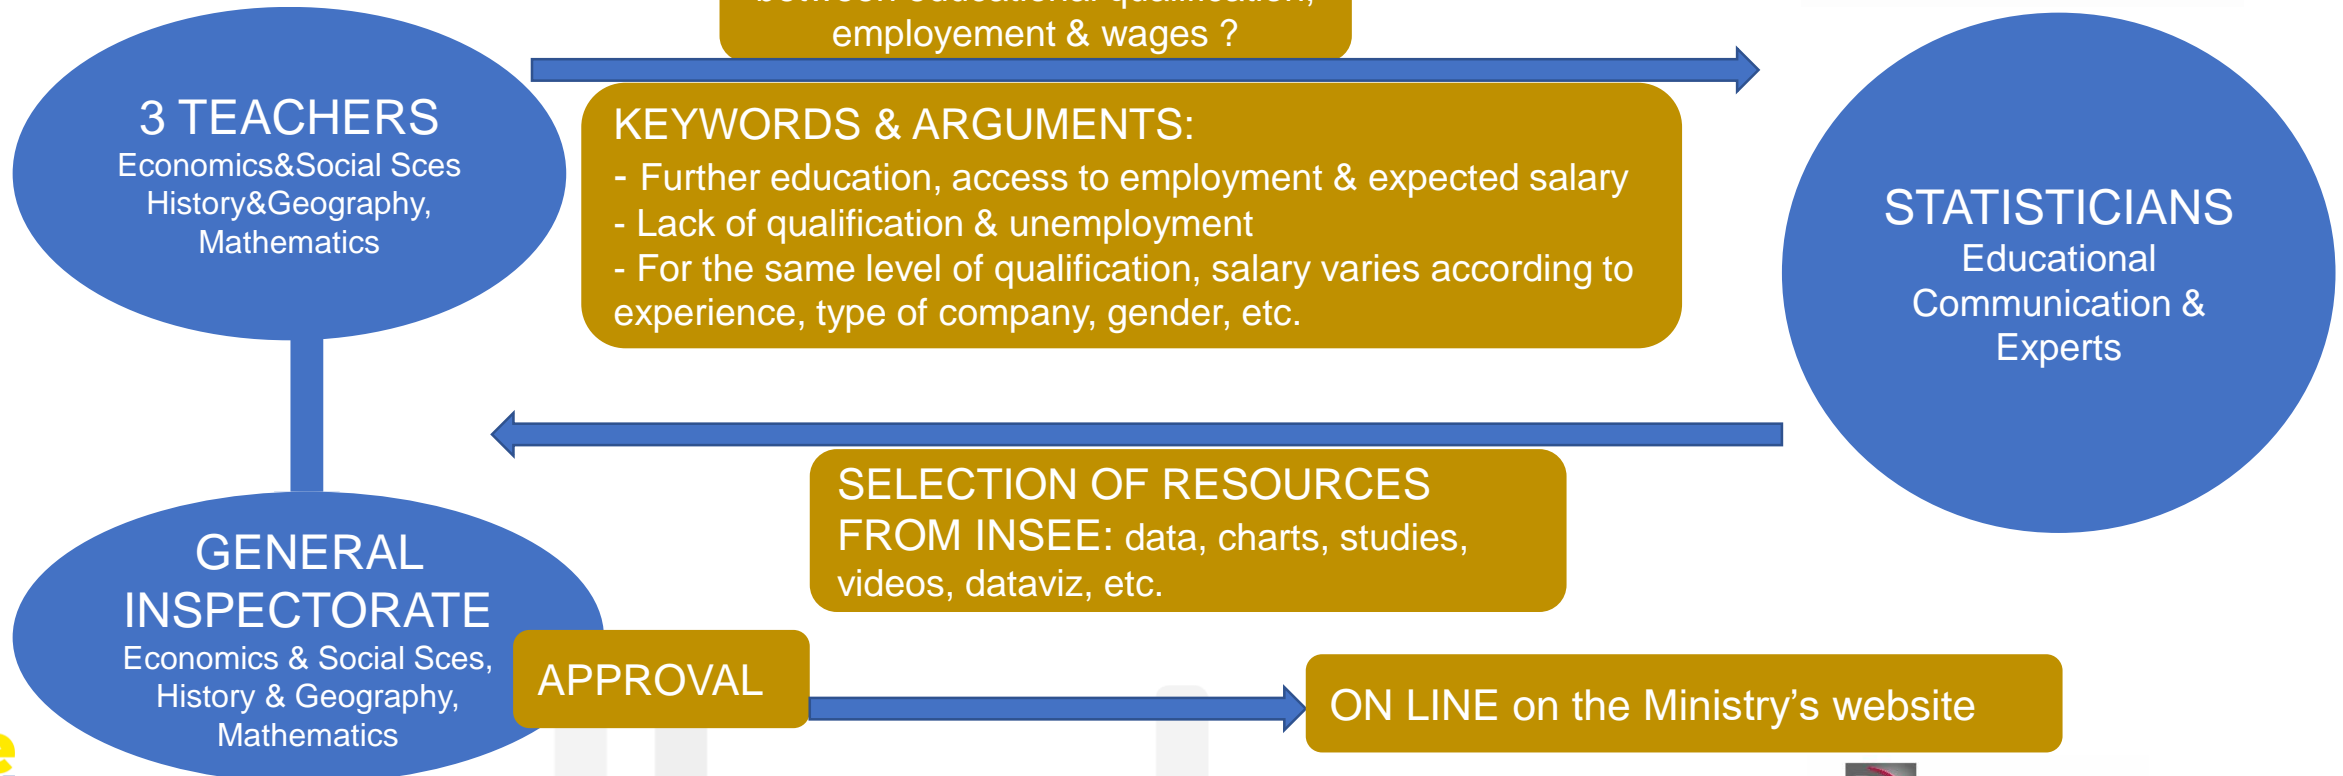 between educational qualification,
employement & wages ?
3 TEACHERS
Economics&Social Sces
History&Geography,
Mathematics
KEYWORDS & ARGUMENTS:
- Further education, access to employment & expected salary
- Lack of qualification & unemployment
- For the same level of qualification, salary varies according to
experience, type of company, gender, etc.
STATISTICIANS
Educational
Communication &
Experts
SELECTION OF RESOURCES
FROM INSEE: data, charts, studies,
videos, dataviz, etc.
GENERAL
INSPECTORATE
Economics & Social Sces,
History & Geography,
Mathematics
APPROVAL
ON LINE on the Ministry's website